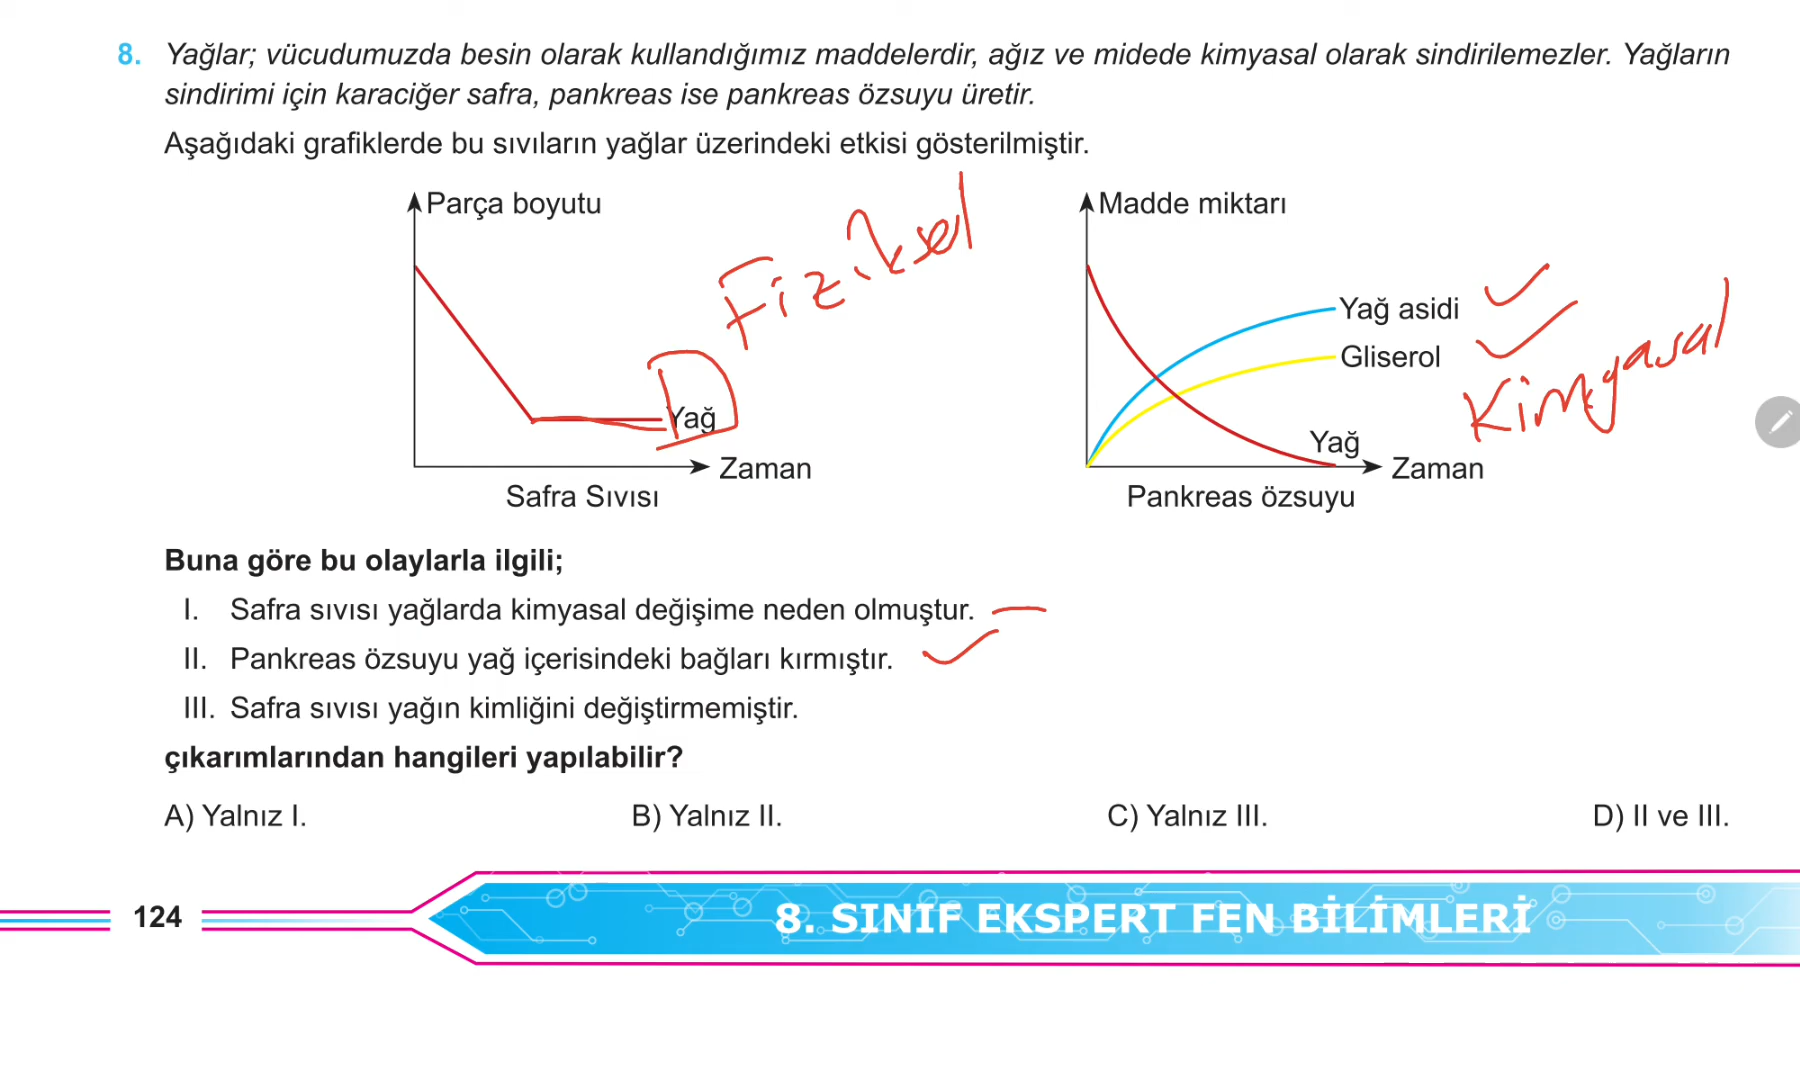 8. Yağlar; vücudumuzda besin olarak kullandığımız maddelerdir, ağız ve midede kimyasal olarak sindirilemezler. Yağların
sindirimi için karaciğer safra, pankreas ise pankreas özsuyu üretir.
Aşağıdaki grafiklerde bu sıvıların yağlar üzerindeki etkisi gösterilmiştir.
Parça boyutu
Fiziksel
Yağ
Zaman
Safra Sıvısı
Madde miktarı
Yağ asidi
Gliserol
Kimyasal
Yağ
Zaman
Pankreas özsuyu
Buna göre bu olaylarla ilgili;
I. Safra sıvısı yağlarda kimyasal değişime neden olmuştur.
II. Pankreas özsuyu yağ içerisindeki bağları kırmıştır.
III. Safra sıvısı yağın kimliğini değiştirmemiştir.
çıkarımlarından hangileri yapılabilir?
A) Yalnız I. B) Yalnız II. C) Yalnız III. D) II ve III.
124
8. SINIF EKSPERT FEN BİLİMLERİ